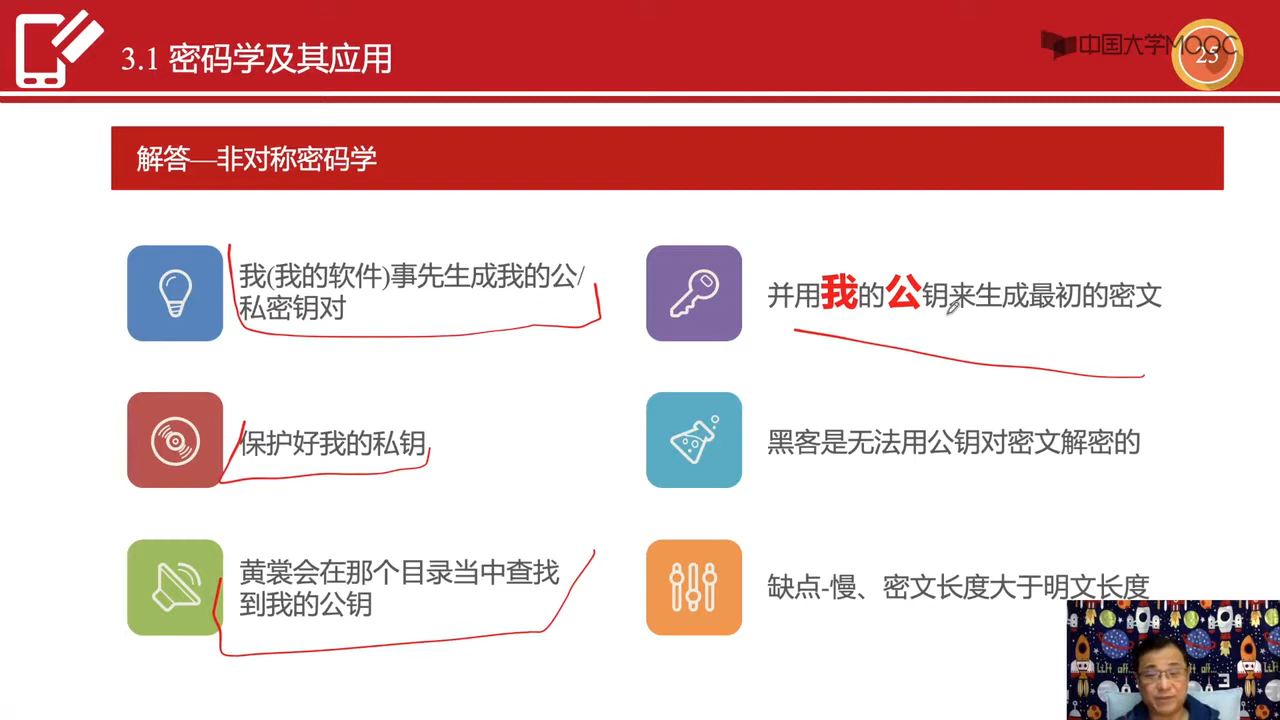 3.1 密码学及其应用
中国大学MOOC
25
解答—非对称密码学
我(我的软件)事先生成我的公/
私密钥对
并用我的公钥来生成最初的密文
保护好我的私钥
黑客是无法用公钥对密文解密的
黄裳会在那个目录当中查找
到我的公钥
缺点-慢、密文长度大于明文长度